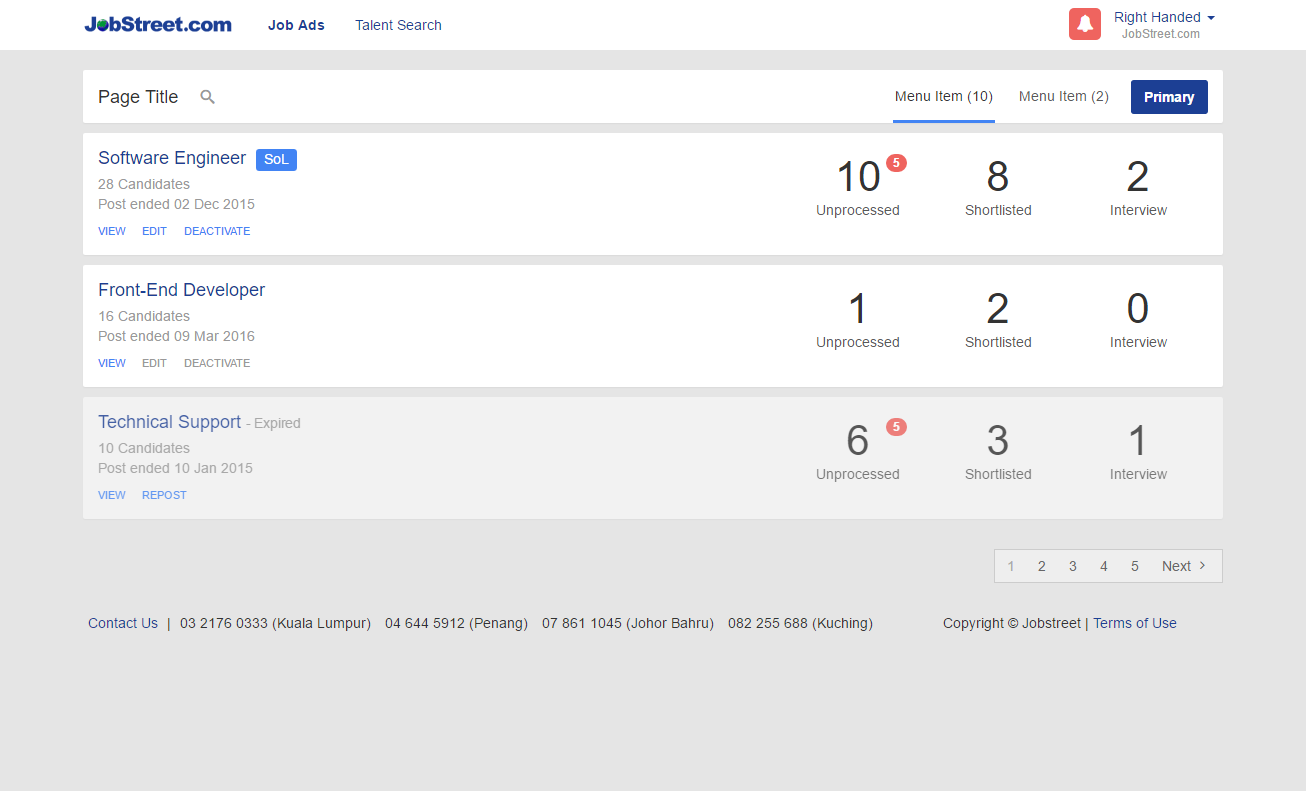 JobStreet.com Job Ads Talent Search Right Handed
JobStreet.com
Page Title Menu Item (10) Menu Item (2) Primary
Software Engineer SoL
28 Candidates
Post ended 02 Dec 2015
VIEW EDIT DEACTIVATE
10 5 8 2
Unprocessed Shortlisted Interview
Front-End Developer
16 Candidates
Post ended 09 Mar 2016
VIEW EDIT DEACTIVATE
1 2 0
Unprocessed Shortlisted Interview
Technical Support - Expired
10 Candidates
Post ended 10 Jan 2015
VIEW REPOST
6 5 3 1
Unprocessed Shortlisted Interview
1 2 3 4 5 Next
Contact Us | 03 2176 0333 (Kuala Lumpur) 04 644 5912 (Penang) 07 861 1045 (Johor Bahru) 082 255 688 (Kuching) Copyright © Jobstreet | Terms of Use